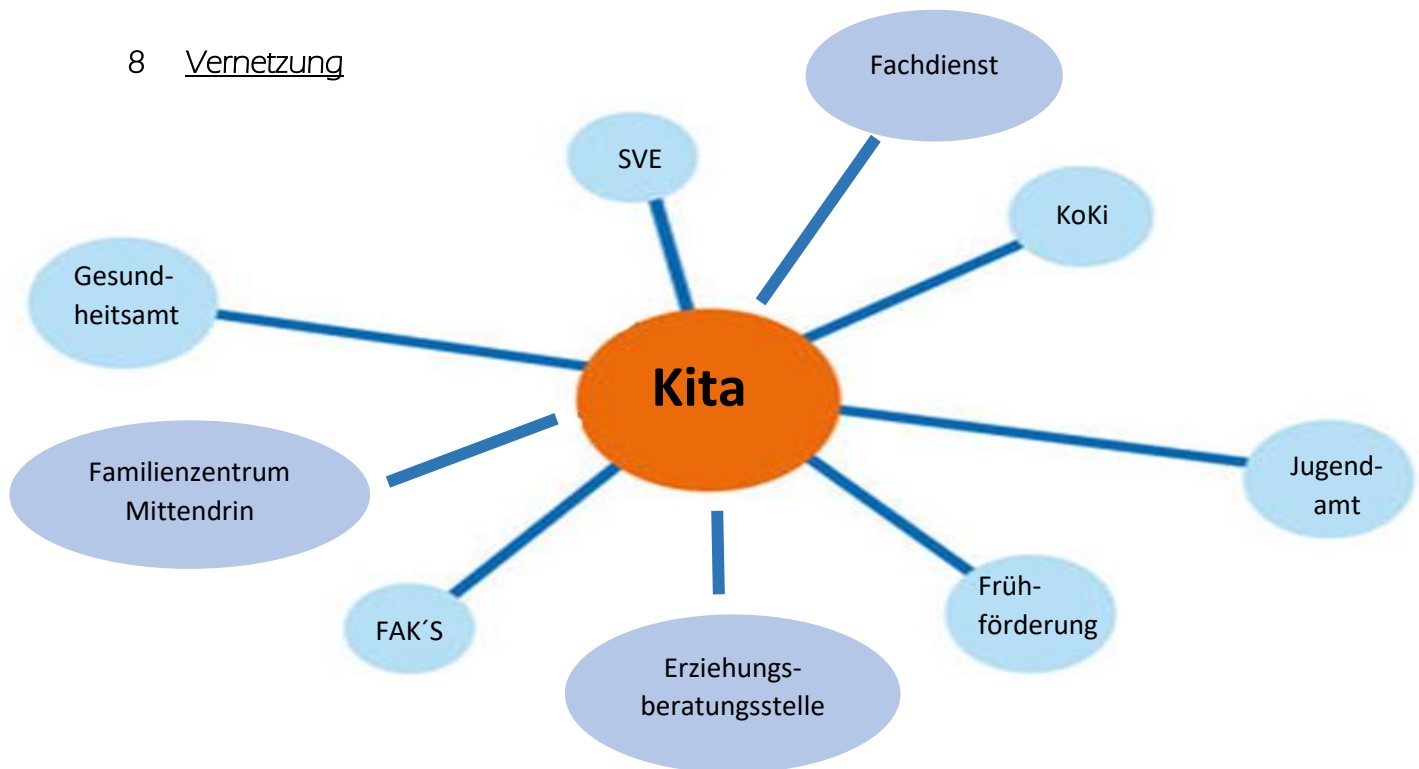 8 Vernetzung
Fachdienst
SVE
KoKi
Gesund-
heitsamt
Kita
Familienzentrum
Mittendrin
Jugend-
amt
FAK´S
Früh-
förderung
Erziehungs-
beratungsstelle